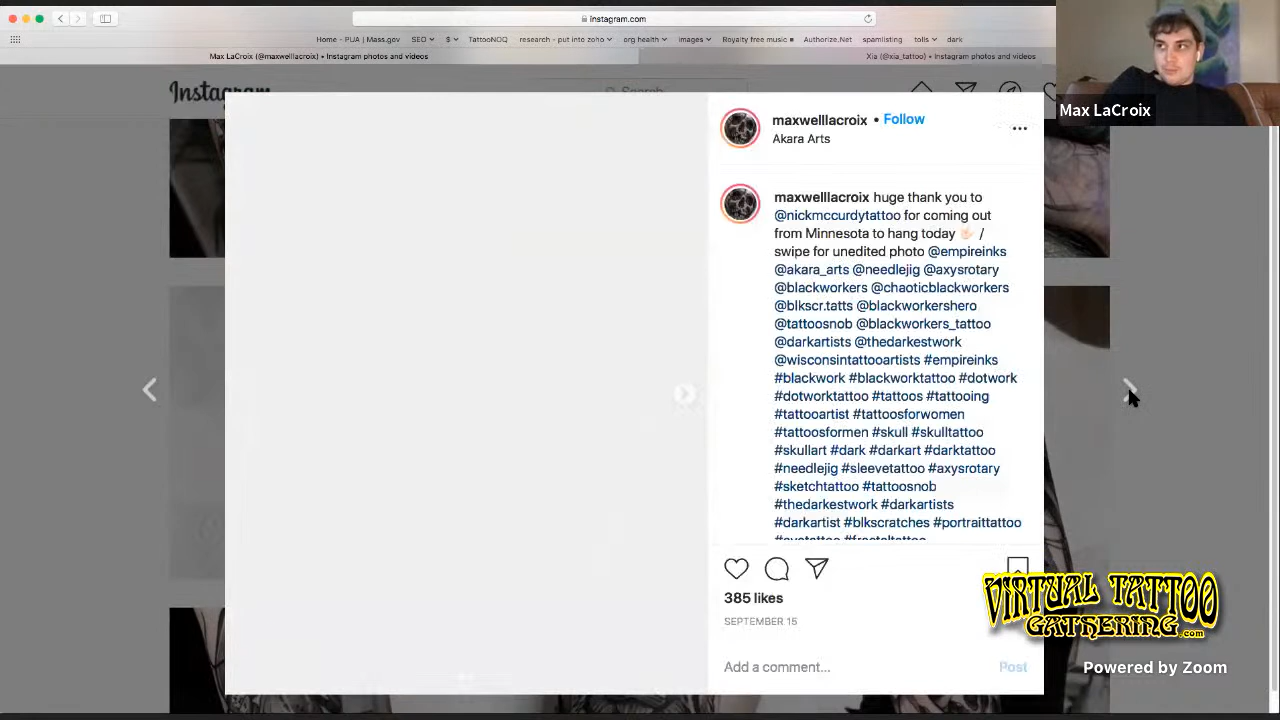 instagram.com
Home - PUA | Mass.gov SEO $ TattooNOQ research - put into zoho org health images Royalty free music Authorize.Net spamlisting tolls dark
Max LaCroix (@maxwelllacroix) • Instagram photos and videos
Xia (@xia_tattoo) • Instagram photos and videos
Instagram
Search
Max LaCroix
maxwelllacroix • Follow
Akara Arts
maxwelllacroix huge thank you to
@nickmccurdytattoo for coming out
from Minnesota to hang today /
swipe for unedited photo @empireinks
@akara_arts @needlejig @axysrotary
@blackworkers @chaoticblackworkers
@blkscr.tatts @blackworkershero
@tattoosnob @blackworkers_tattoo
@darkartists @thedarkestwork
@wisconsintattooartists #empireinks
#blackwork #blackworktattoo #dotwork
#dotworktattoo #tattoos #tattooing
#tattooartist #tattoosforwomen
#tattoosformen #skull #skulltattoo
#skullart #dark #darkart #darktattoo
#needlejig #sleevetattoo #axysrotary
#sketchtattoo #tattoosnob
#thedarkestwork #darkartists
#darkartist #blkscratches #portraittattoo
#eyetattoo #fractaltattoo
385 likes
SEPTEMBER 15
Add a comment...
Post
VIRTUAL TATTOO
GATHERING.com
Powered by Zoom